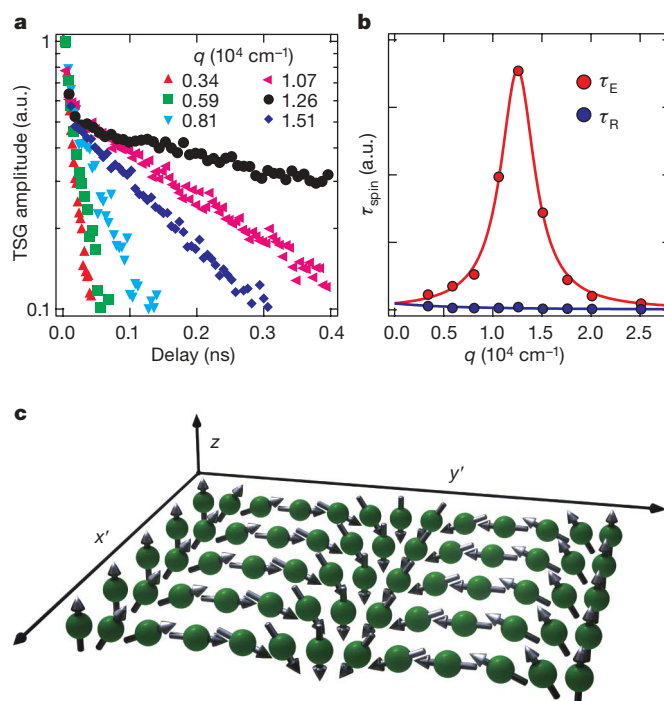 a
q (10⁴ cm⁻¹)
0.34 1.07
0.59 1.26
0.81 1.51
TSG amplitude (a.u.)
1
0.1
0.0 0.1 0.2 0.3 0.4
Delay (ns)
b
τE
τR
τspin (a.u.)
0.0 0.5 1.0 1.5 2.0 2.5
q (10⁴ cm⁻¹)
c
z
y′
x′